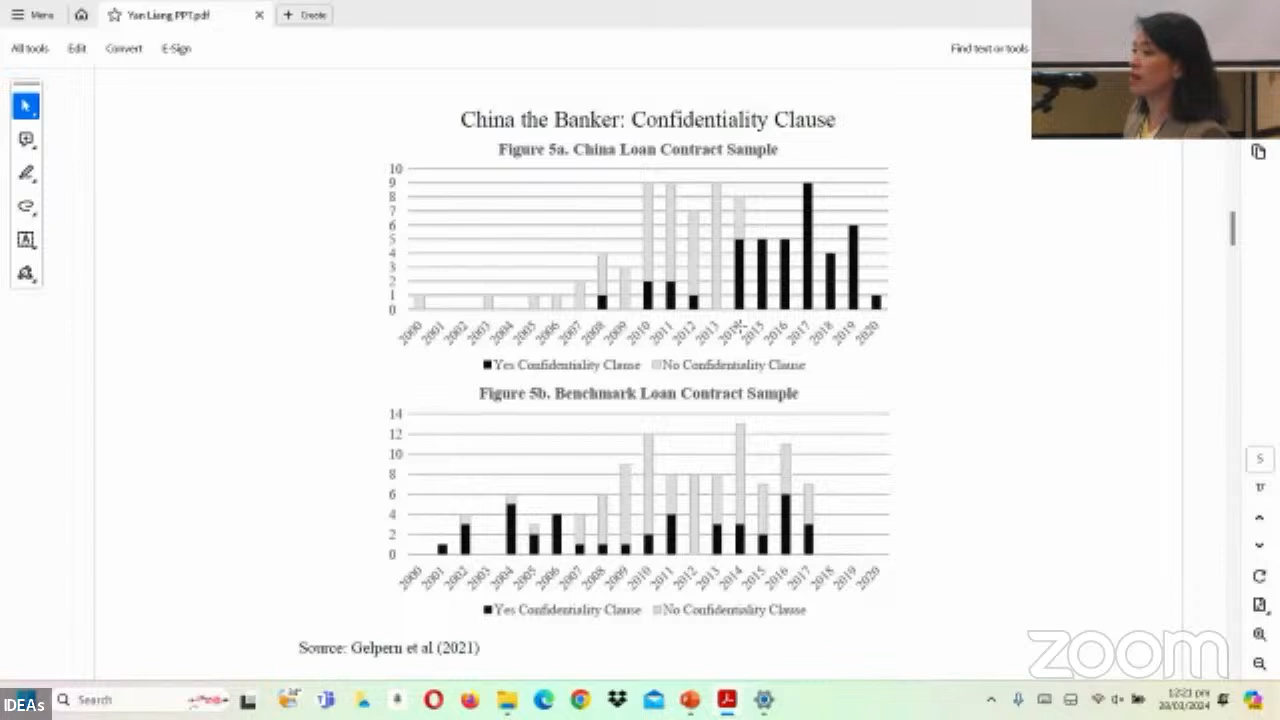 Menu
Yan Liang PPT.pdf
Create
All tools Edit Convert E-Sign
Find text or tools
China the Banker: Confidentiality Clause
Figure 5a. China Loan Contract Sample
10
9
8
7
6
5
4
3
2
1
0
2000 2001 2002 2003 2004 2005 2006 2007 2008 2009 2010 2011 2012 2013 2014 2015 2016 2017 2018 2019 2020
Yes Confidentiality Clause No Confidentiality Clause
Figure 5b. Benchmark Loan Contract Sample
14
12
10
8
6
4
2
0
2000 2001 2002 2003 2004 2005 2006 2007 2008 2009 2010 2011 2012 2013 2014 2015 2016 2017 2018 2019 2020
Yes Confidentiality Clause No Confidentiality Clause
Source: Gelpern et al (2021)
5
17
zoom
IDEAs
Search
12:21 pm